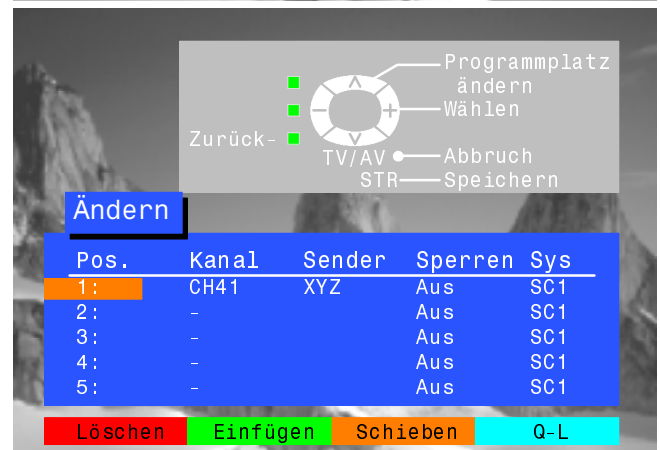 Programmplatz
ändern
Wählen
Zurück-
TV/AV
Abbruch
STR
Speichern
Ändern
Pos. Kanal Sender Sperren Sys
1: CH41 XYZ Aus SC1
2: - Aus SC1
3: - Aus SC1
4: - Aus SC1
5: - Aus SC1
Löschen Einfügen Schieben Q-L